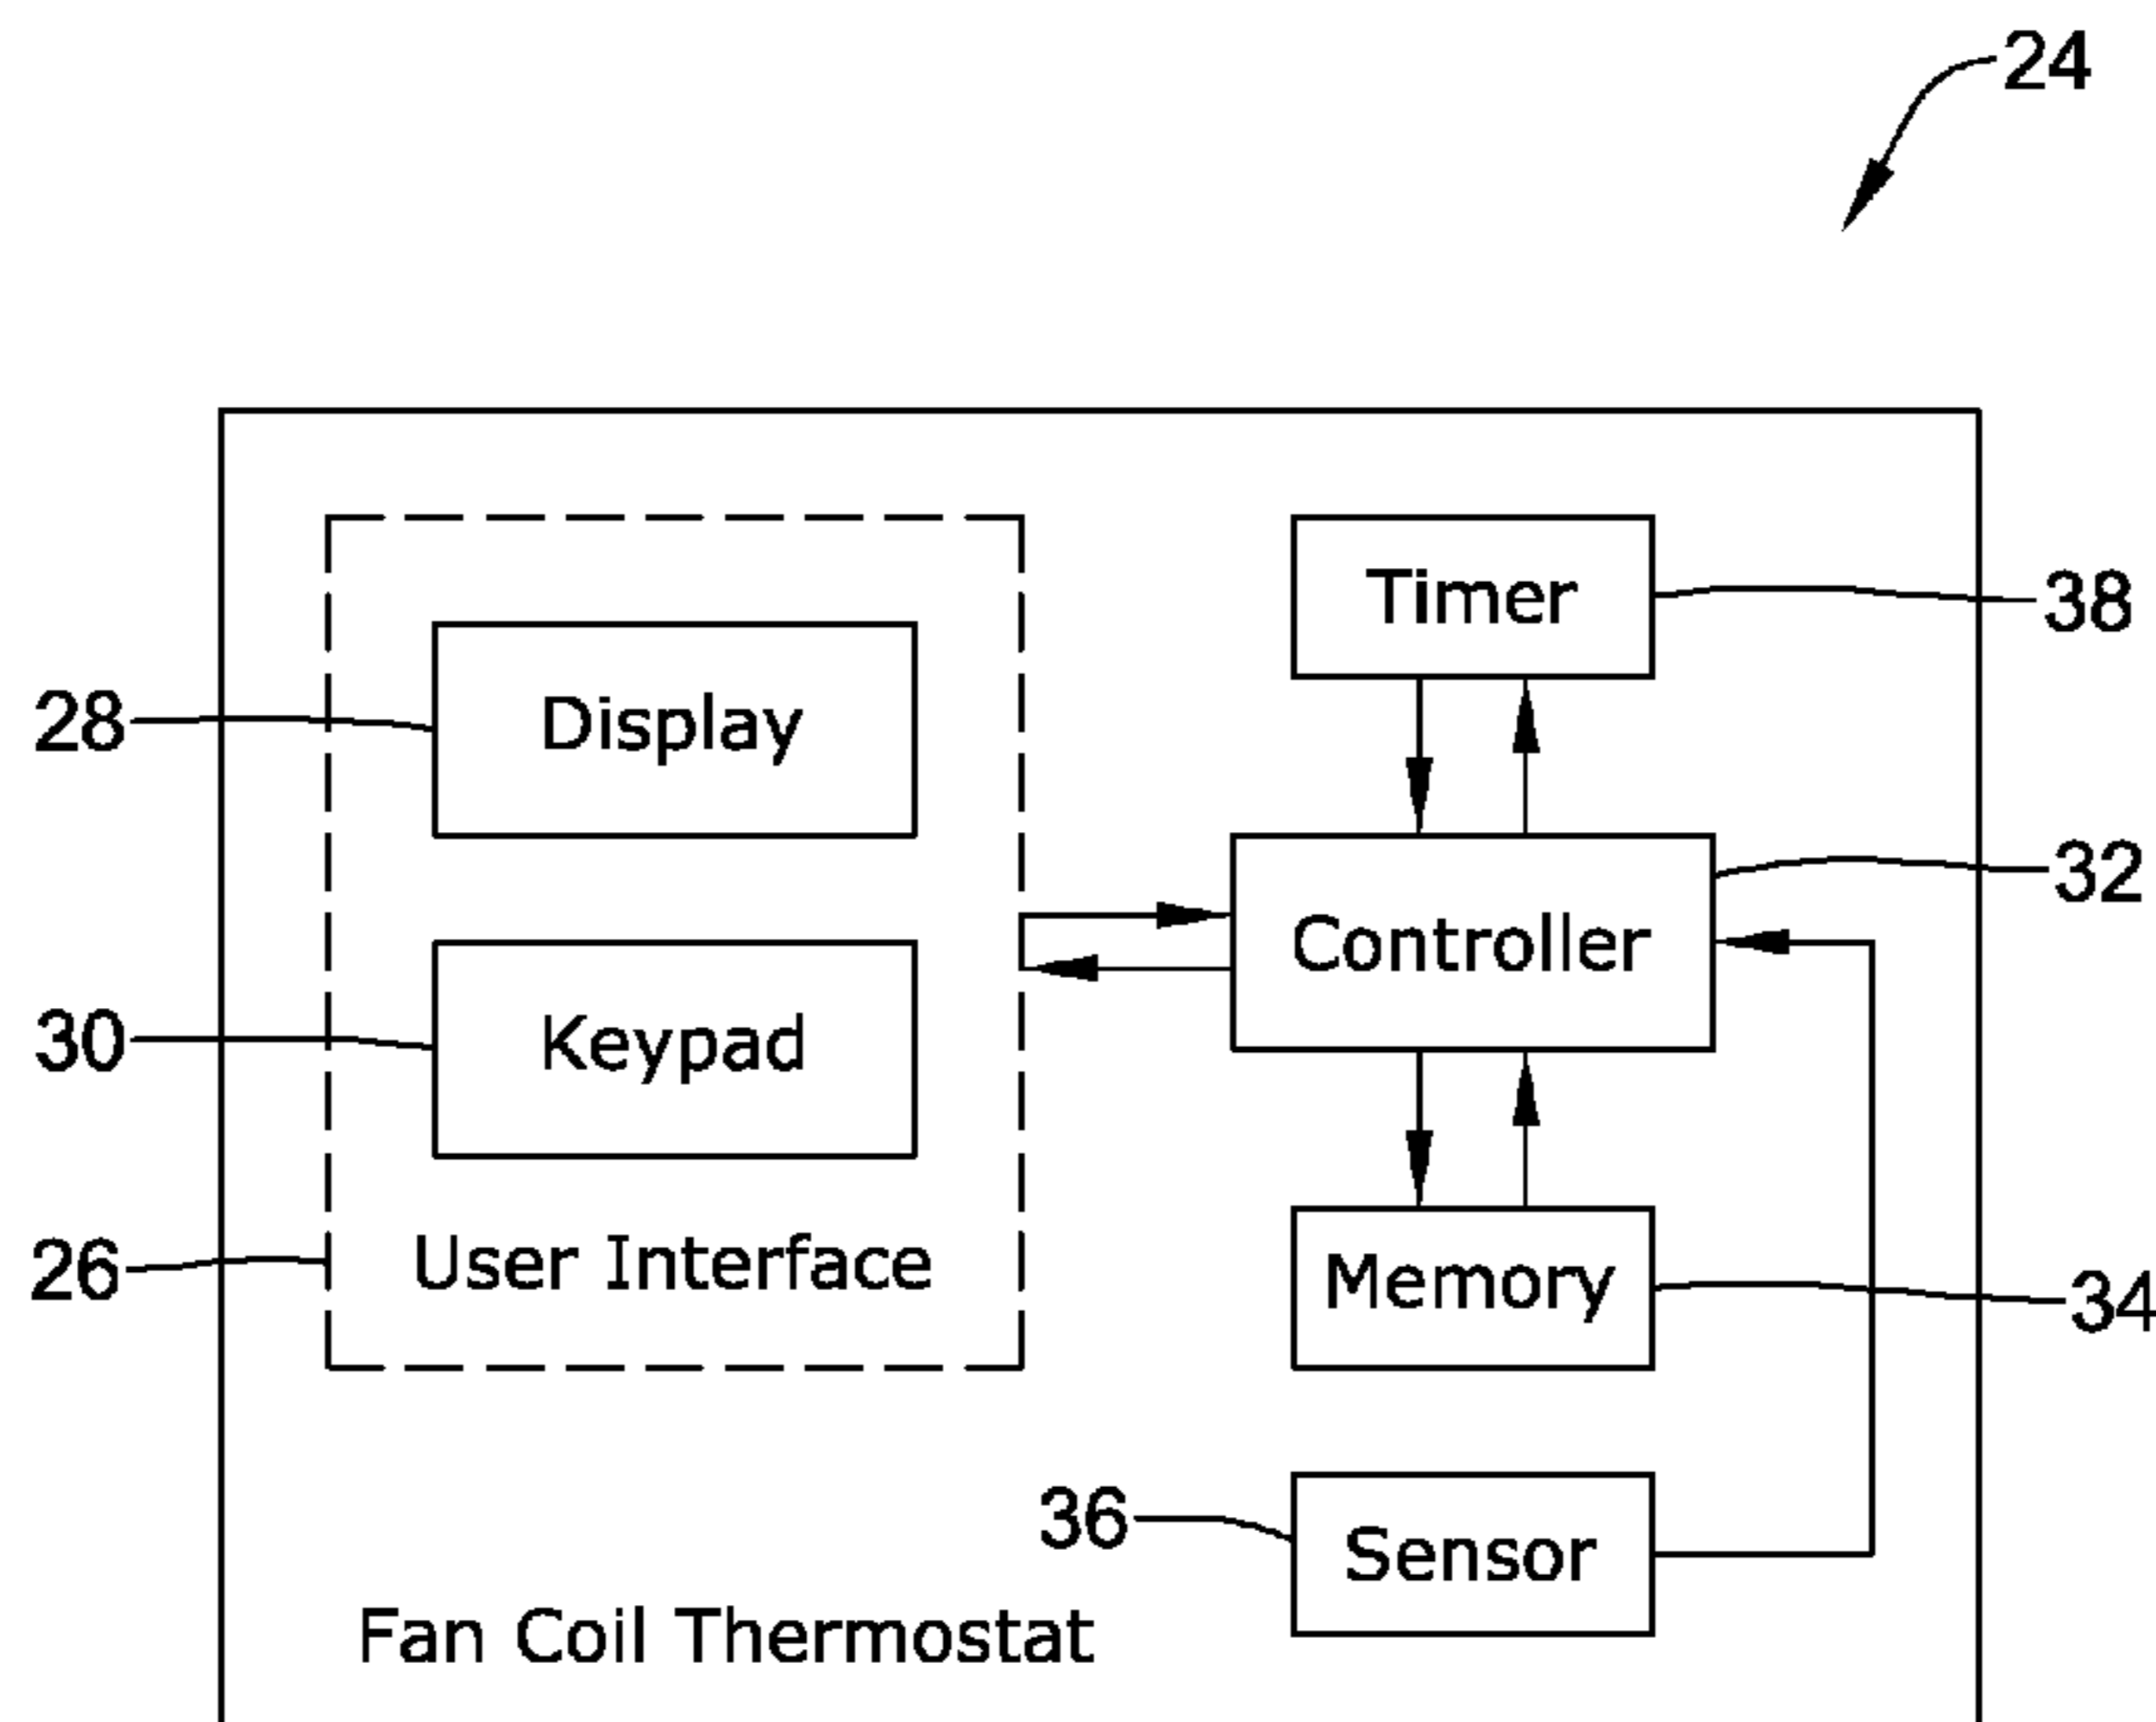 24
Timer
38
Display
28
32
Controller
Keypad
30
User Interface
26
Memory
34
36
Sensor
Fan Coil Thermostat